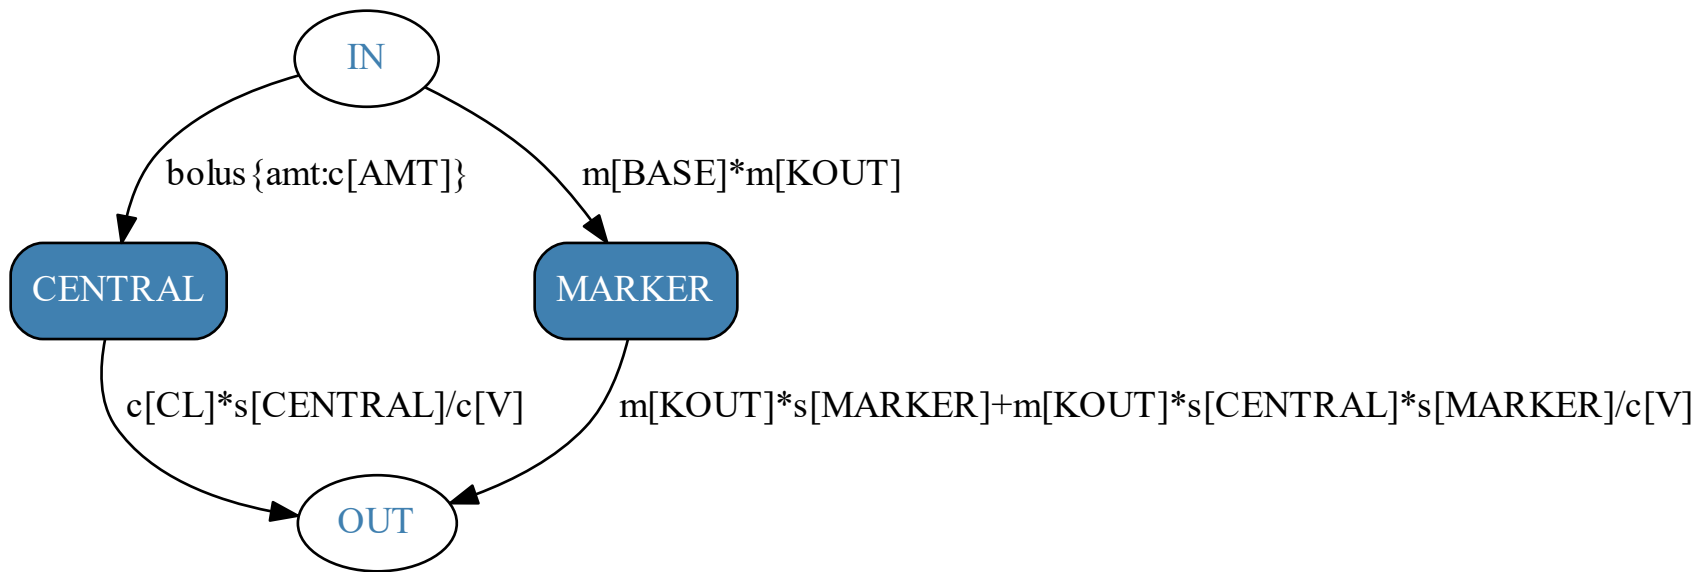 IN
bolus{amt:c[AMT]}
m[BASE]*m[KOUT]
CENTRAL
MARKER
c[CL]*s[CENTRAL]/c[V]
m[KOUT]*s[MARKER]+m[KOUT]*s[CENTRAL]*s[MARKER]/c[V]
OUT